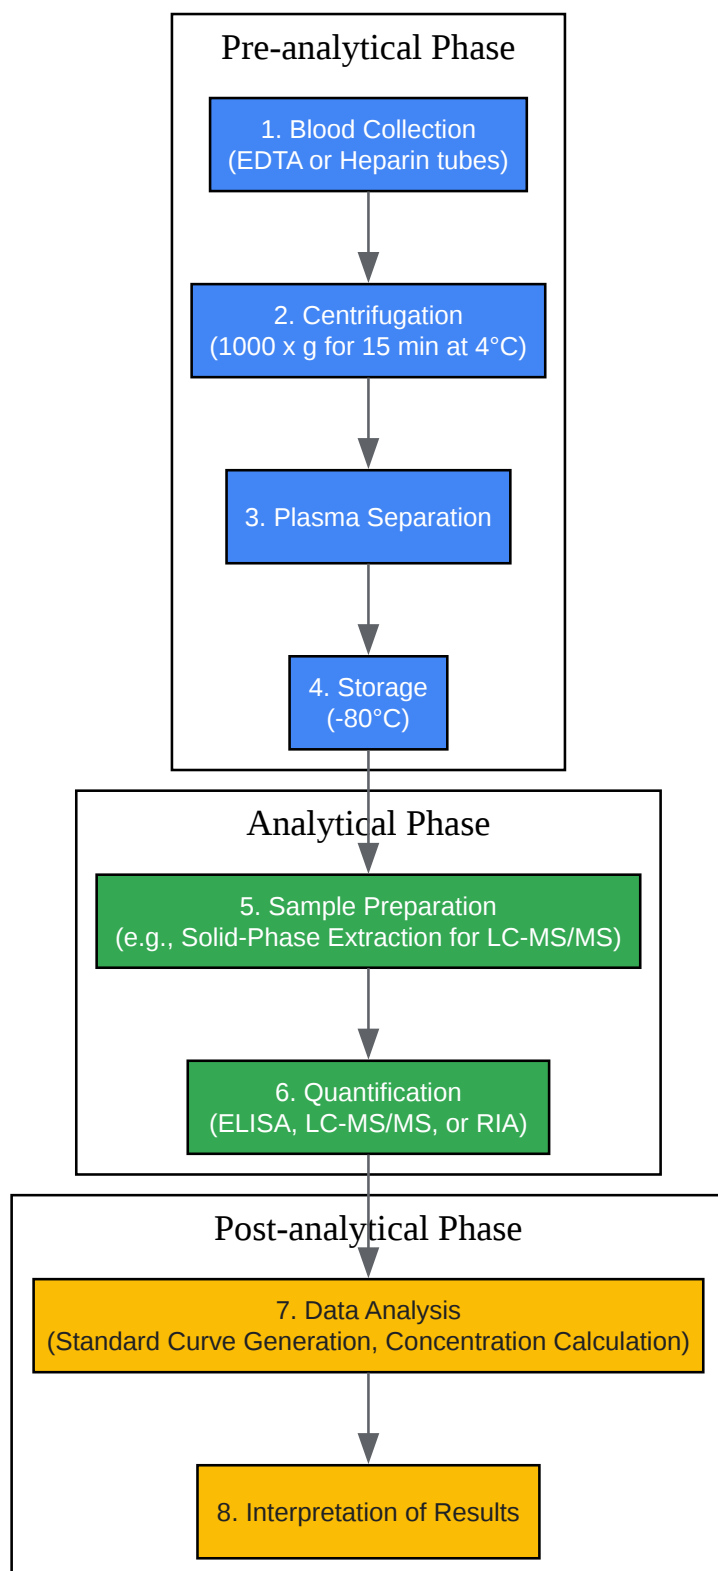 Pre-analytical Phase
1. Blood Collection
(EDTA or Heparin tubes)
2. Centrifugation
(1000 x g for 15 min at 4°C)
3. Plasma Separation
4. Storage
(-80°C)
Analytical Phase
5. Sample Preparation
(e.g., Solid-Phase Extraction for LC-MS/MS)
6. Quantification
(ELISA, LC-MS/MS, or RIA)
Post-analytical Phase
7. Data Analysis
(Standard Curve Generation, Concentration Calculation)
8. Interpretation of Results